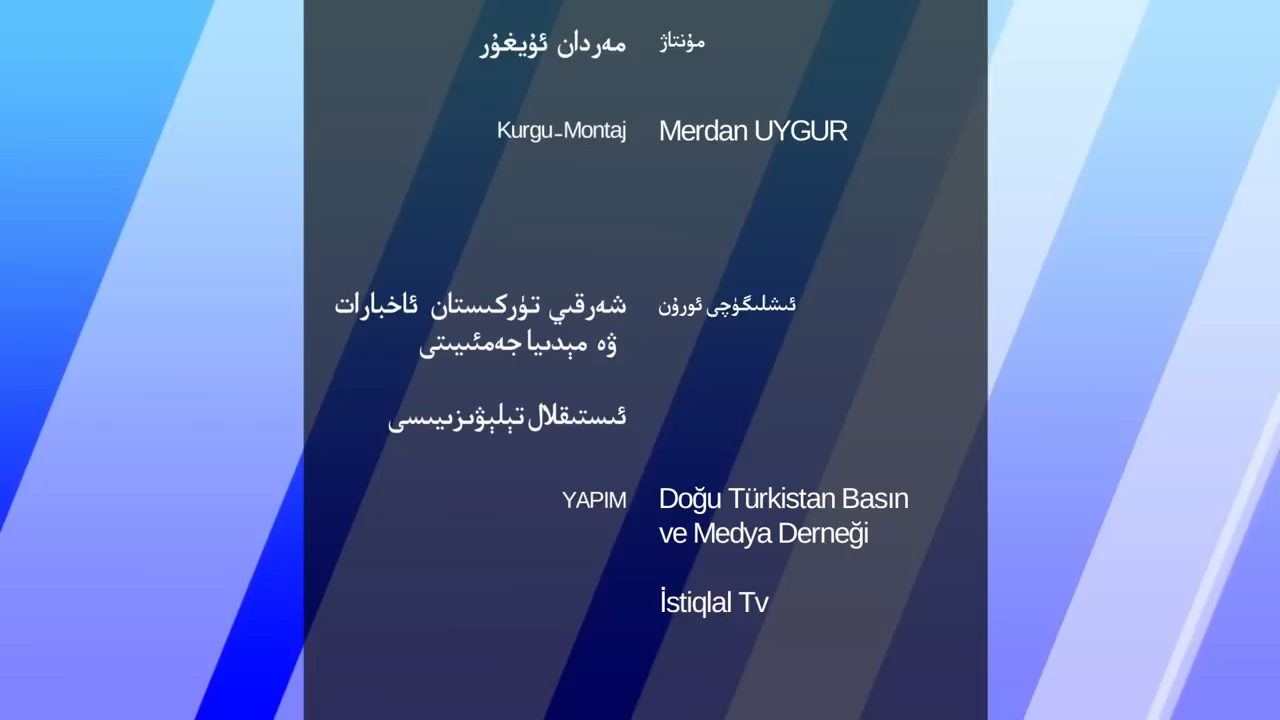 مۇنتاژ مەردان ئۇيغۇر
Kurgu-Montaj Merdan UYGUR
ئىشلىگۈچى ئورۇن شەرقىي تۈركىستان ئاخبارات
ۋە مېدىيا جەمئىيىتى
ئىستىقلال تېلېۋىزىيىسى
YAPIM Doğu Türkistan Basın
ve Medya Derneği
İstiqlal Tv